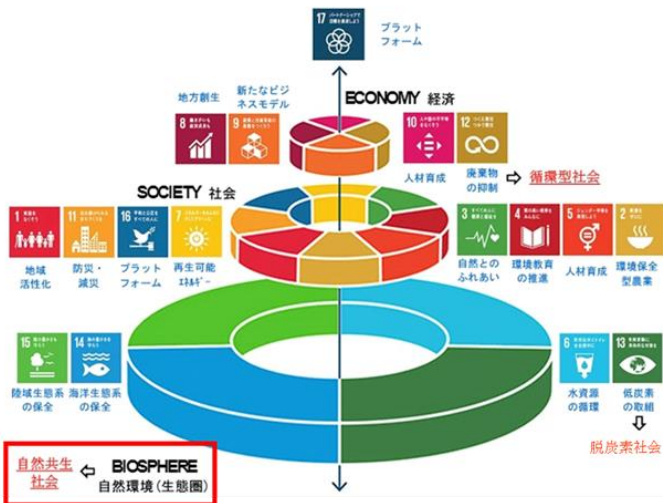 17
プラット
フォーム
地方創生
新たなビジ
ネスモデル
ECONOMY 経済
8
9
10
12
人材育成
廃棄物
の抑制
⇨ 循環型社会
SOCIETY 社会
1
11
16
7
地域
活性化
防災・
減災
プラット
フォーム
再生可能
エネルギー
3
4
5
2
自然との
ふれあい
環境教育
の推進
人材育成
環境保全
型農業
15
14
陸域生態系
の保全
海洋生態系
の保全
6
13
水資源
の循環
低炭素
の取組
脱炭素社会
自然共生
社会
⇦ BIOSPHERE
自然環境(生態圏)